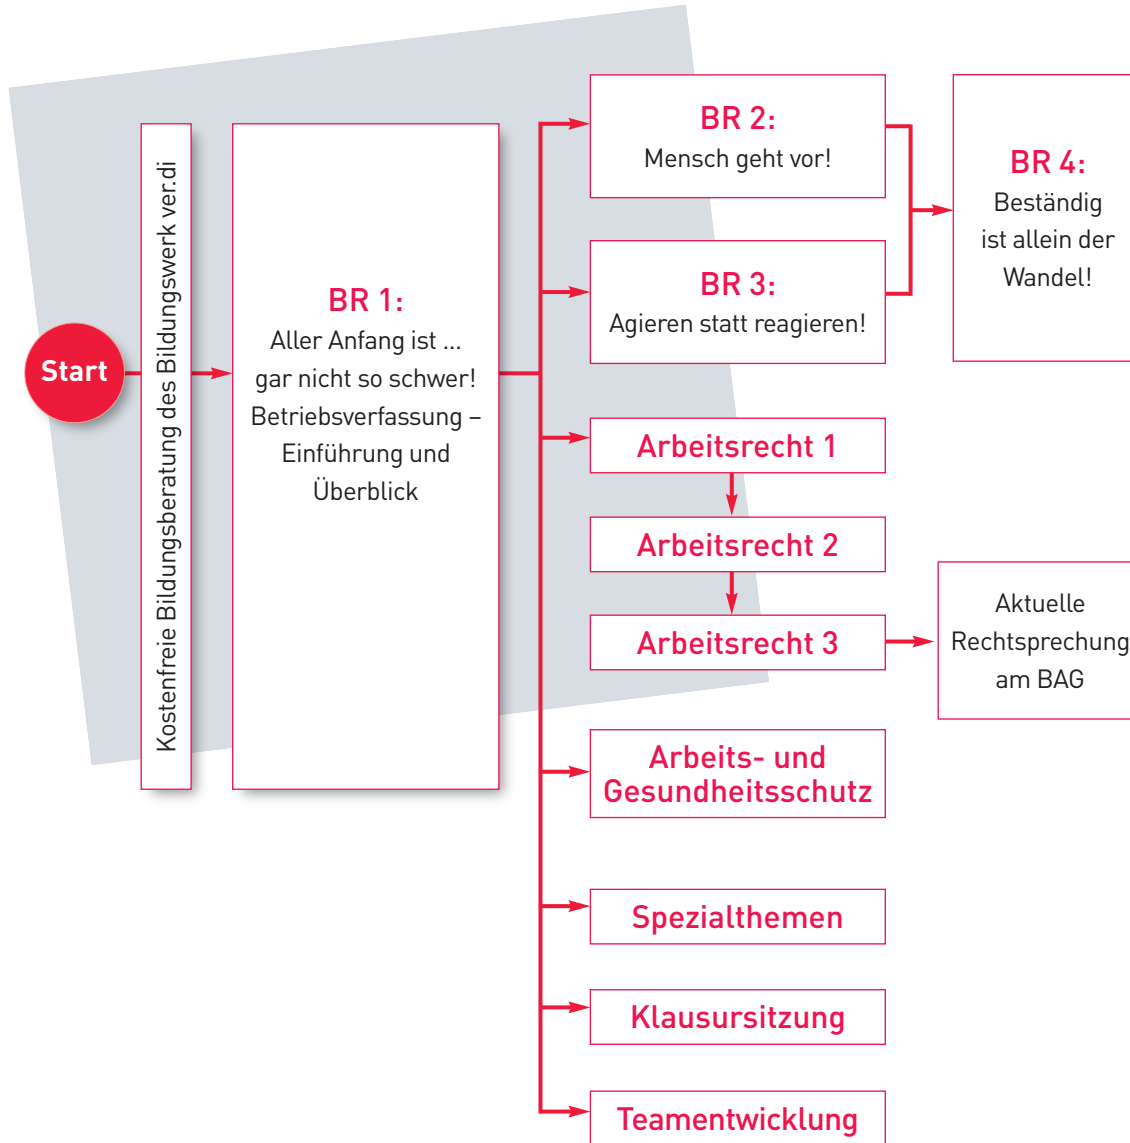 Start
Kostenfreie Bildungsberatung des Bildungswerk ver.di
BR 1:
Aller Anfang ist ...
gar nicht so schwer!
Betriebsverfassung –
Einführung und
Überblick
BR 2:
Mensch geht vor!
BR 3:
Agieren statt reagieren!
BR 4:
Beständig
ist allein der
Wandel!
Arbeitsrecht 1
Arbeitsrecht 2
Arbeitsrecht 3
Aktuelle
Rechtsprechung
am BAG
Arbeits- und
Gesundheitsschutz
Spezialthemen
Klausursitzung
Teamentwicklung